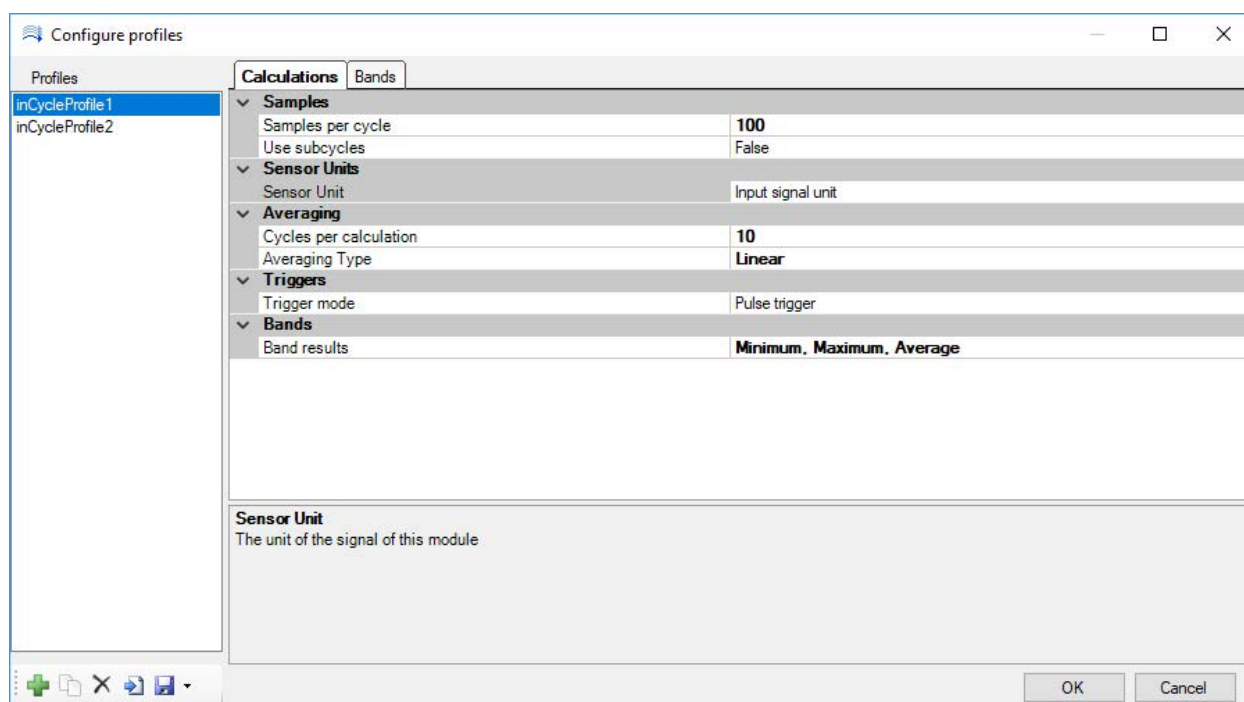 Configure profiles
Profiles
inCycleProfile1
inCycleProfile2
Calculations Bands
Samples
Samples per cycle 100
Use subcycles False
Sensor Units
Sensor Unit Input signal unit
Averaging
Cycles per calculation 10
Averaging Type Linear
Triggers
Trigger mode Pulse trigger
Bands
Band results Minimum, Maximum, Average
Sensor Unit
The unit of the signal of this module
OK Cancel